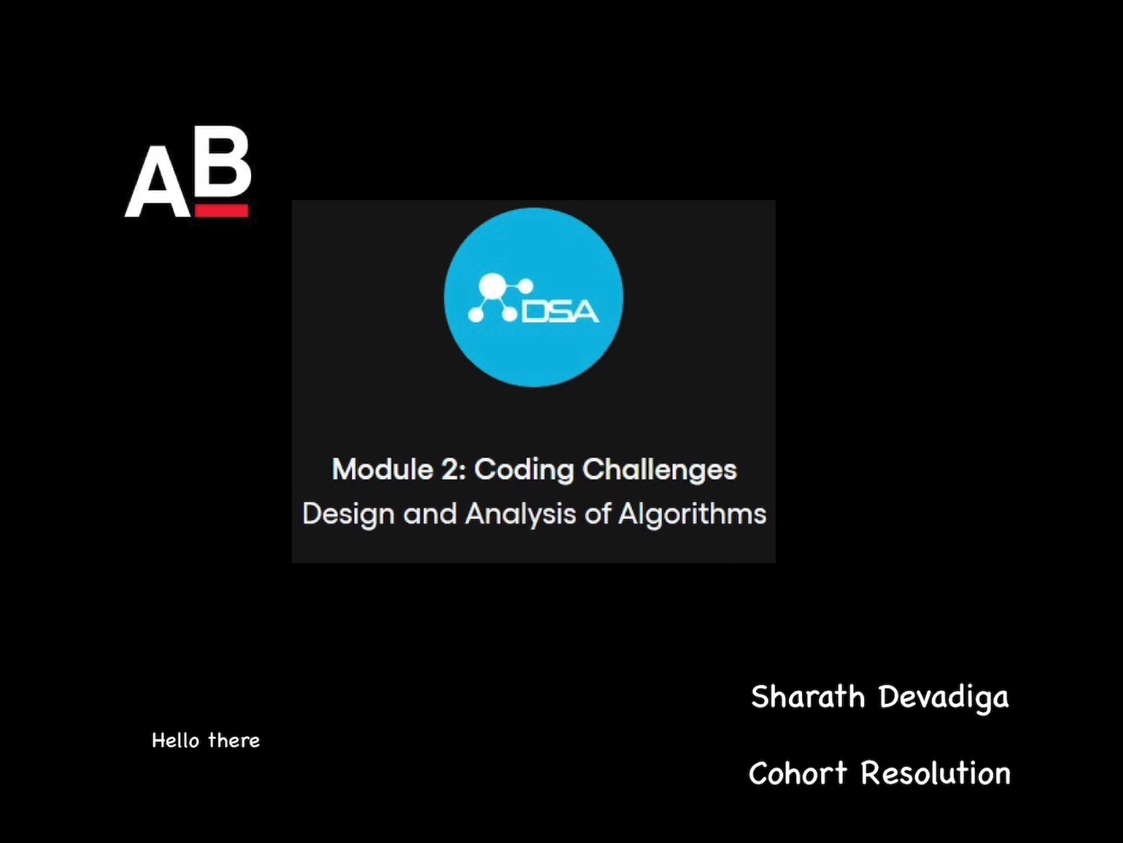 AB
DSA
Module 2: Coding Challenges
Design and Analysis of Algorithms
Sharath Devadiga
Hello there
Cohort Resolution